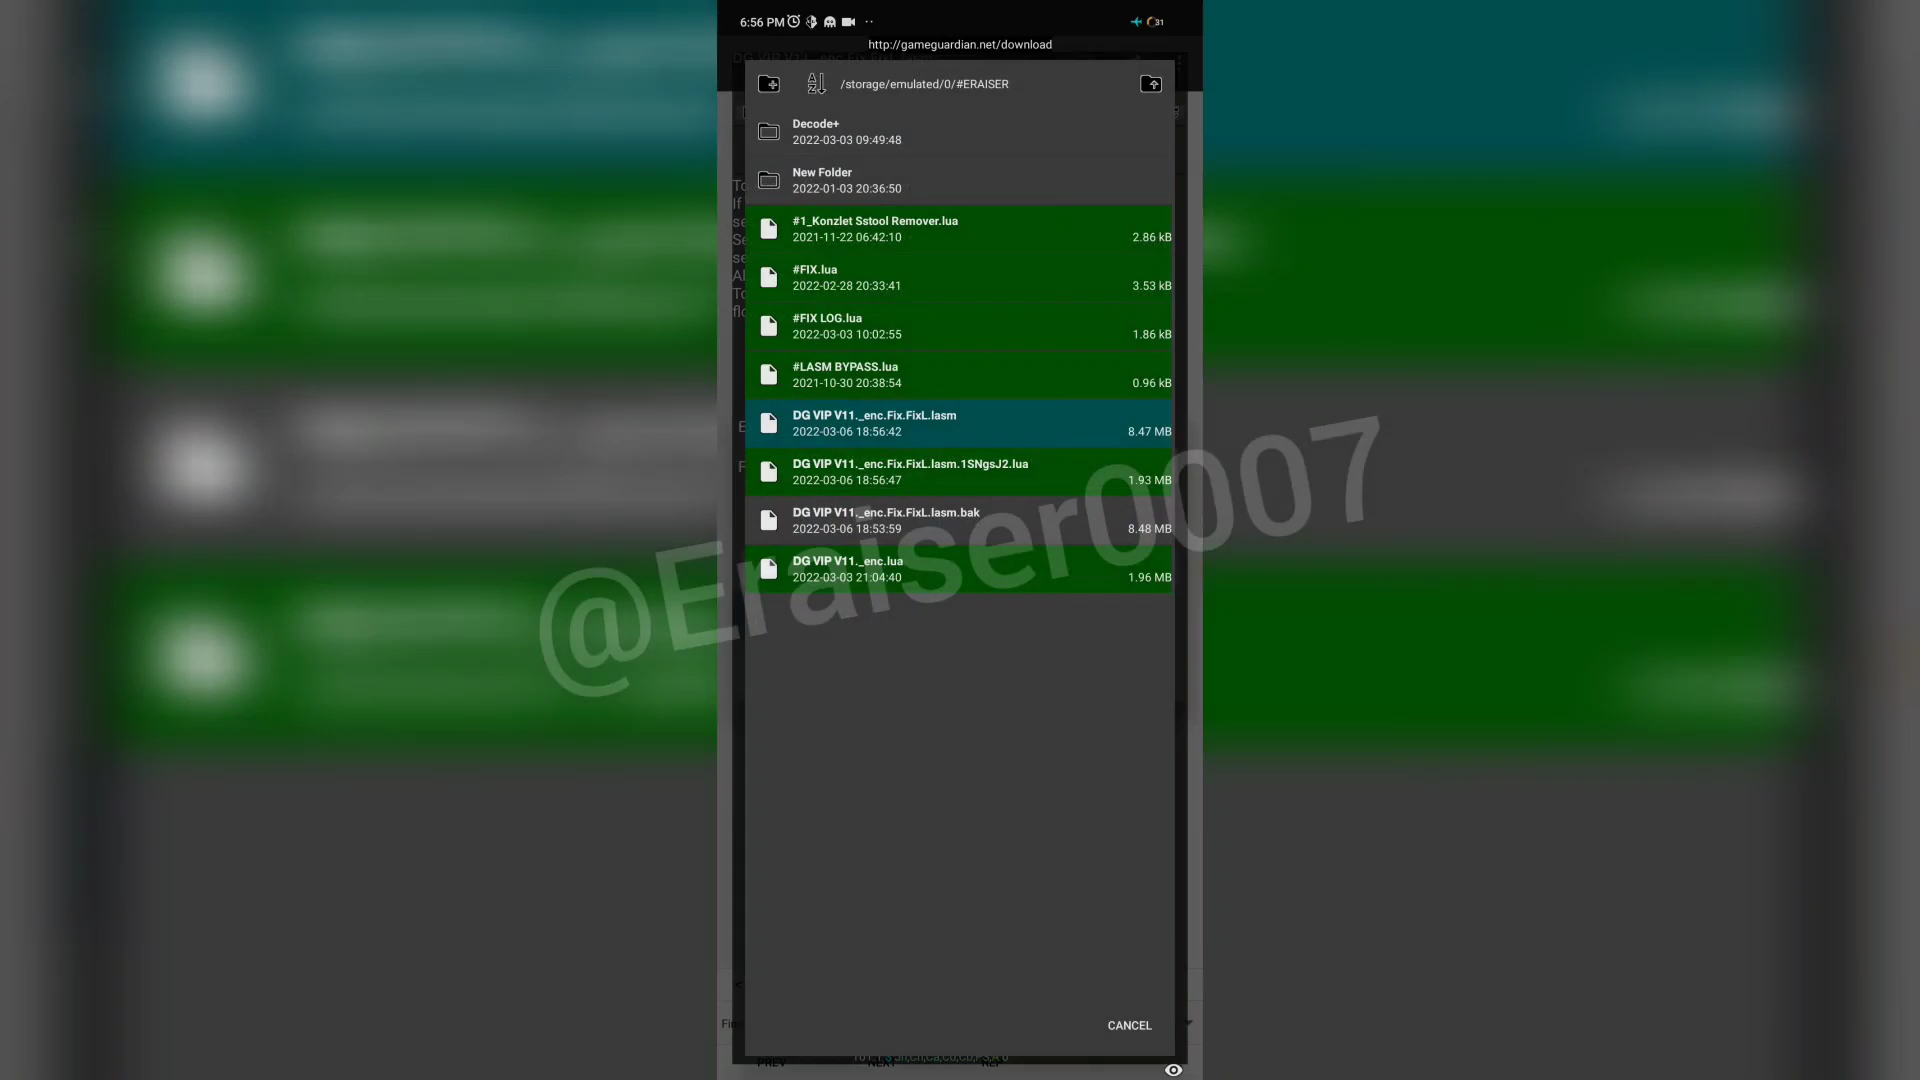 6:56 PM
31
http://gameguardian.net/download
/storage/emulated/0/#ERAISER
Decode+
2022-03-03 09:49:48
New Folder
2022-01-03 20:36:50
#1_Konzlet Sstool Remover.lua
2021-11-22 06:42:10
2.86 kB
#FIX.lua
2022-02-28 20:33:41
3.53 kB
#FIX LOG.lua
2022-03-03 10:02:55
1.86 kB
#LASM BYPASS.lua
2021-10-30 20:38:54
0.96 kB
DG VIP V11._enc.Fix.FixL.lasm
2022-03-06 18:56:42
8.47 MB
DG VIP V11._enc.Fix.FixL.lasm.1SNgsJ2.lua
2022-03-06 18:56:47
1.93 MB
DG VIP V11._enc.Fix.FixL.lasm.bak
2022-03-06 18:53:59
8.48 MB
DG VIP V11._enc.lua
2022-03-03 21:04:40
1.96 MB
@Eraiser0007
CANCEL
PREV
NEXT